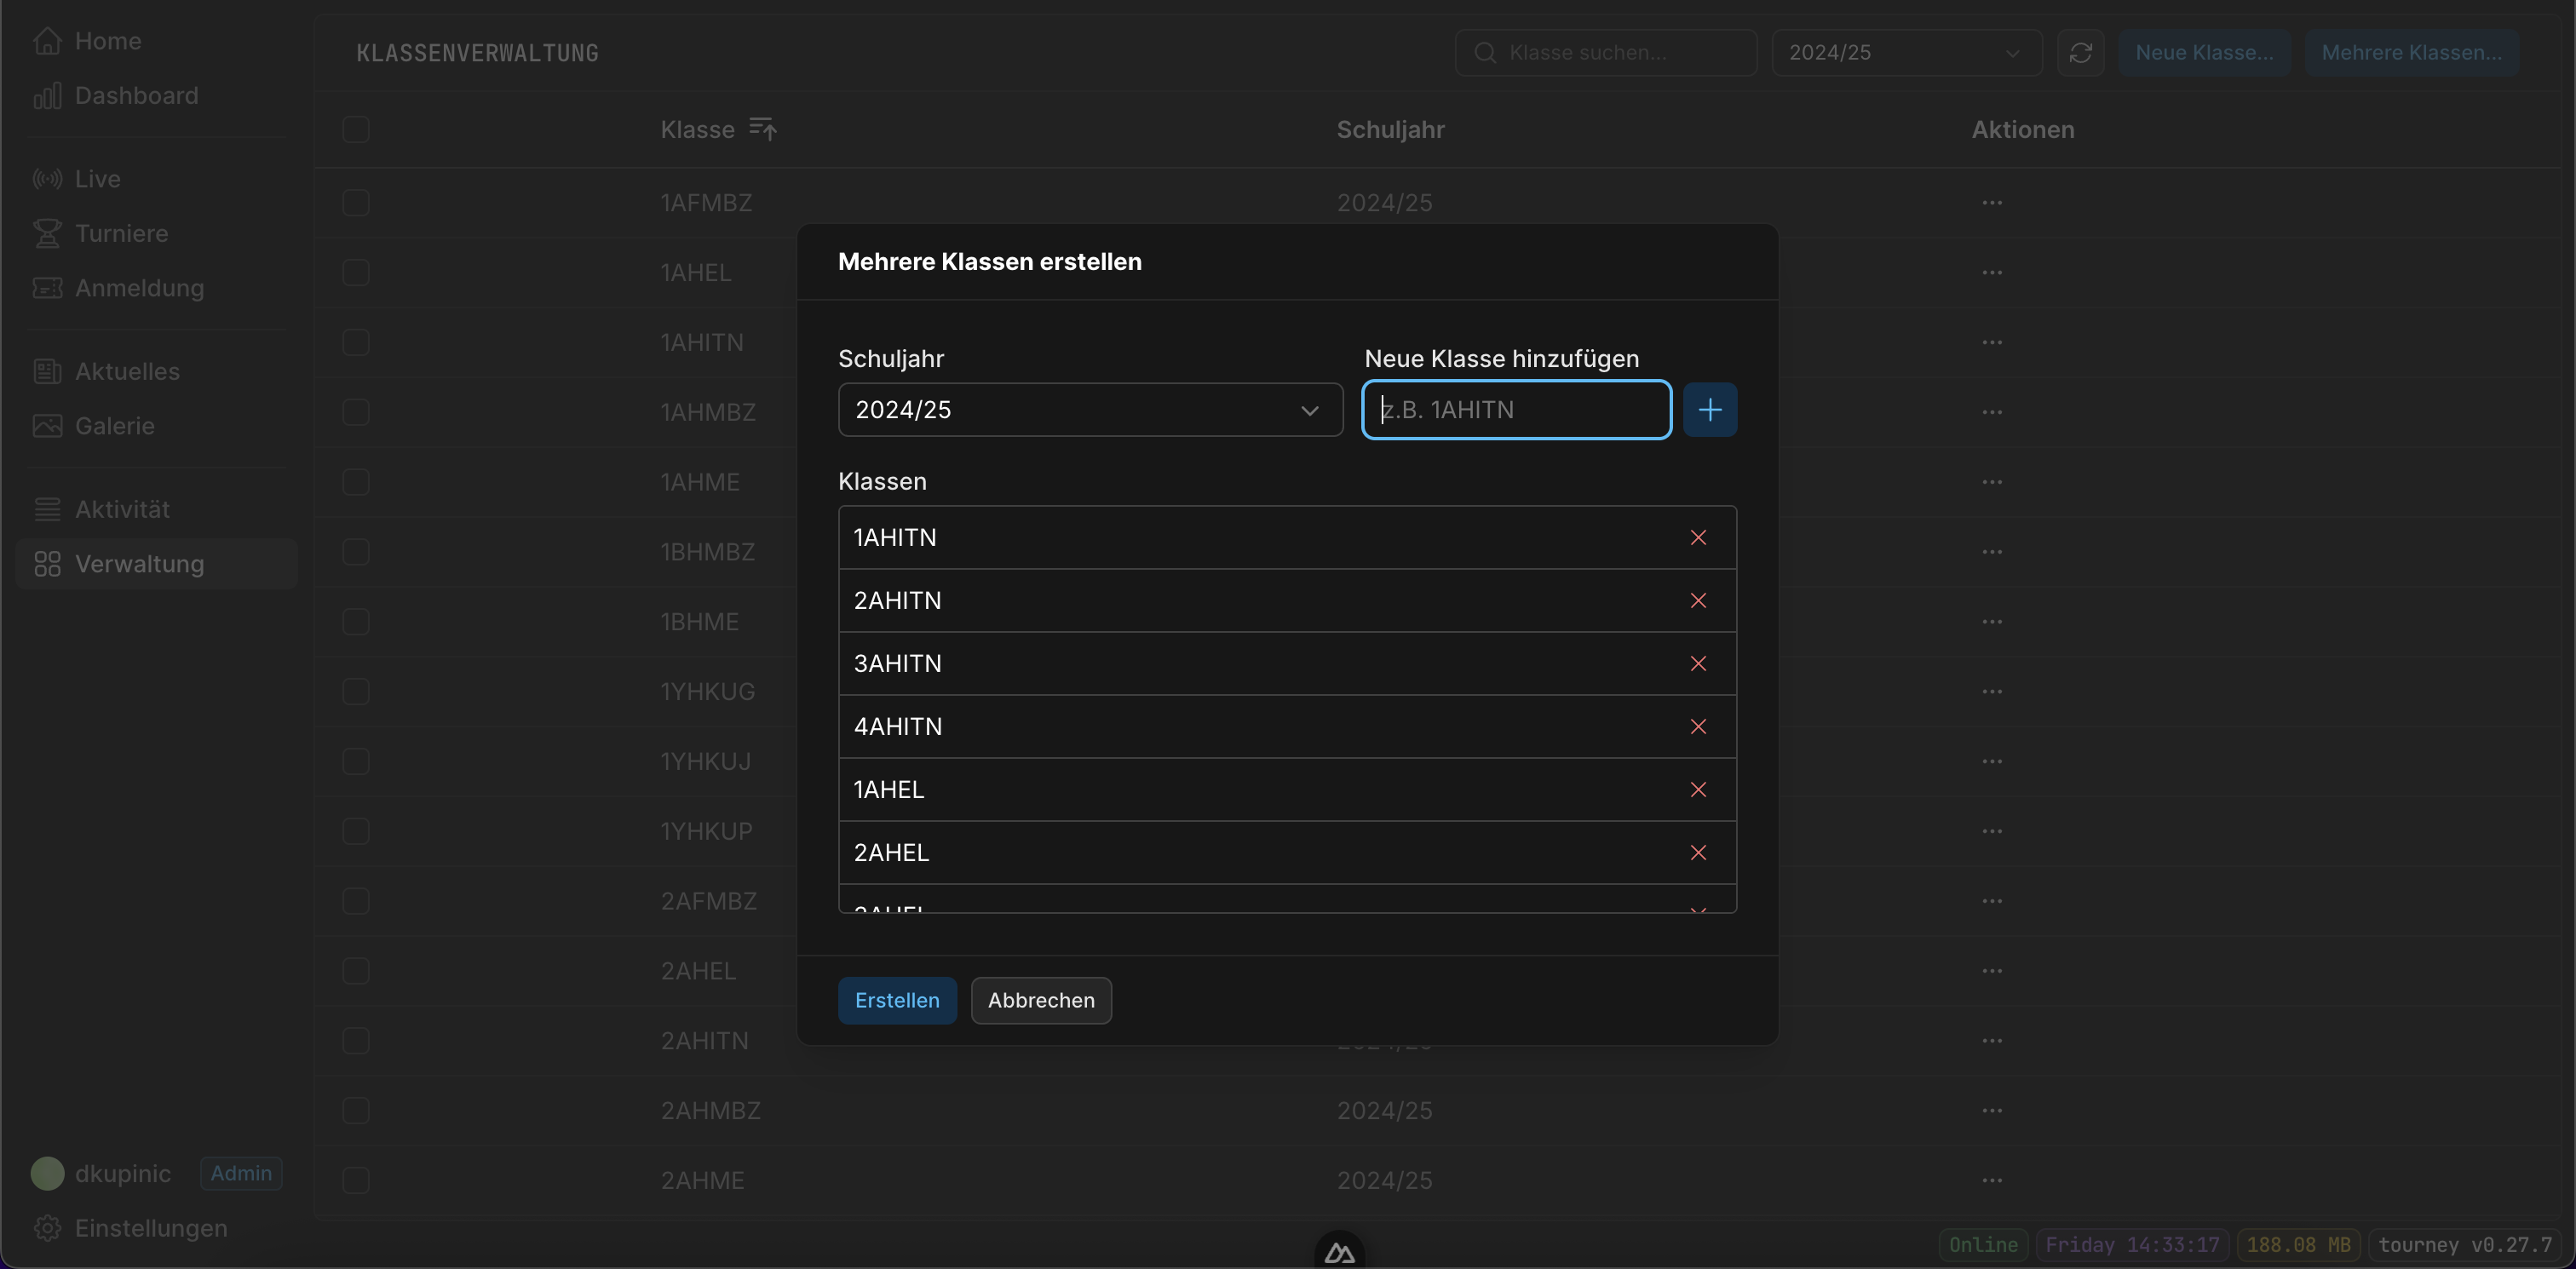 Home
Dashboard
Live
Turniere
Anmeldung
Aktuelles
Galerie
Aktivität
Verwaltung
dkupinic Admin
Einstellungen
KLASSENVERWALTUNG
Klasse suchen...
2024/25
Neue Klasse...
Mehrere Klassen...
Klasse Schuljahr Aktionen
1AFMBZ 2024/25
1AHEL
1AHITN
1AHMBZ
1AHME
1BHMBZ
1BHME
1YHKUG
1YHKUJ
1YHKUP
2AFMBZ
2AHEL
2AHITN
2AHMBZ 2024/25
2AHME 2024/25
Mehrere Klassen erstellen
Schuljahr
2024/25
Neue Klasse hinzufügen
z.B. 1AHITN
Klassen
1AHITN
2AHITN
3AHITN
4AHITN
1AHEL
2AHEL
Erstellen
Abbrechen
Online Friday 14:33:17 188.08 MB tourney v0.27.7